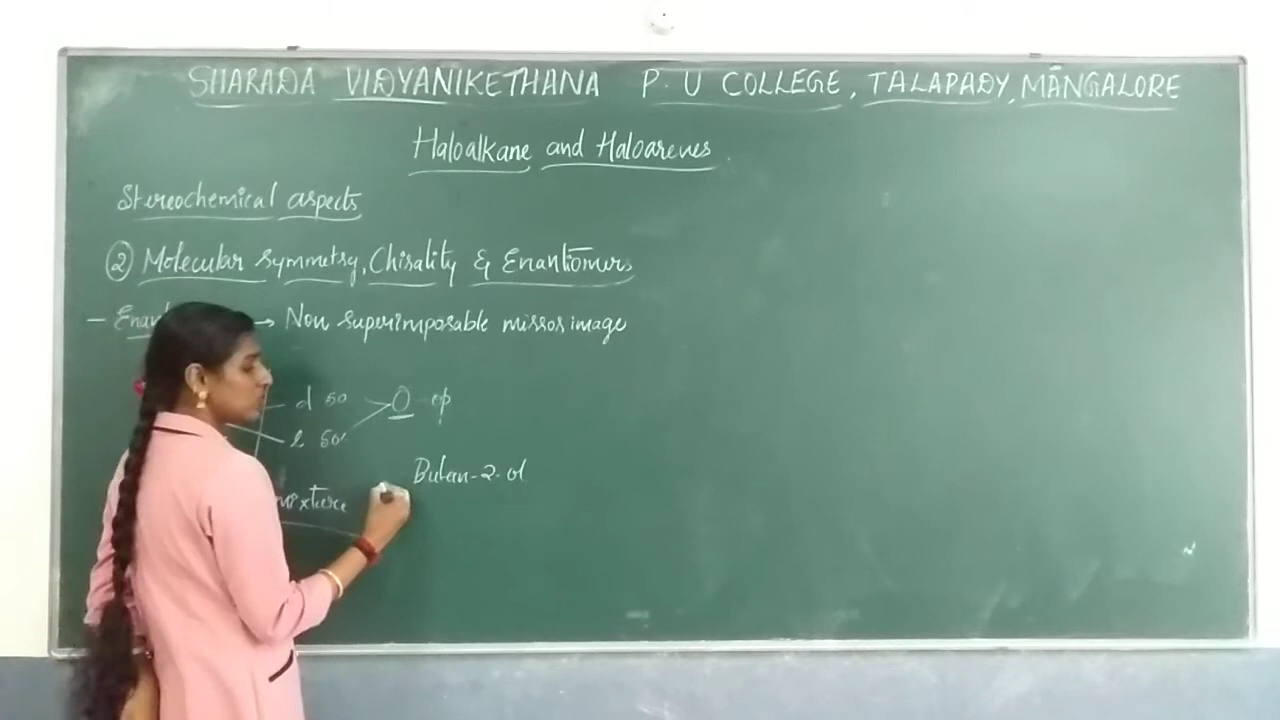 SHARADA VIDYANIKETHANA P. U COLLEGE, TALAPADY, MANGALORE
Haloalkane and Haloarenes
Stereochemical aspects
② Molecular symmetry, Chirality & Enantiomers
→ Non superimposable mirror image
d 50
O op
l 50%
Butan-2-ol
mixture